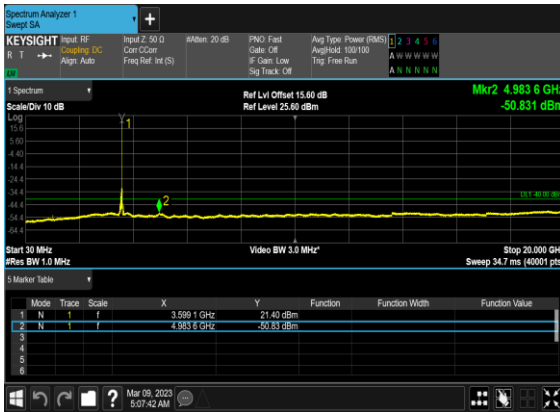 Spectrum Analyzer 1
Swept SA
KEYSIGHT
R T
Input: RF
Coupling: DC
Align: Auto
Input Z: 50 Ω
Corr CCorr
Freq Ref: Int (S)
#Atten: 20 dB
PNO: Fast
Gate: Off
IF Gain: Low
Sig Track: Off
Avg Type: Power (RMS)
Avg|Hold: 100/100
Trig: Free Run
1 2 3 4 5 6
A W W W W W
A N N N N N
1 Spectrum
Scale/Div 10 dB
Ref Lvl Offset 15.60 dB
Ref Level 25.60 dBm
Mkr2 4.983 6 GHz
-50.831 dBm
Log
15.6
5.60
-4.40
-14.4
-24.4
-34.4
-44.4
-54.4
-64.4
1
2
DL1 -40.00 dBm
Start 30 MHz
#Res BW 1.0 MHz
Video BW 3.0 MHz*
Stop 20.000 GHz
Sweep 34.7 ms (40001 pts)
5 Marker Table
Mode Trace Scale X Y Function Function Width Function Value
1 N 1 f 3.599 1 GHz 21.40 dBm
2 N 1 f 4.983 6 GHz -50.83 dBm
3
4
5
6
?
Mar 09, 2023
5:07:42 AM